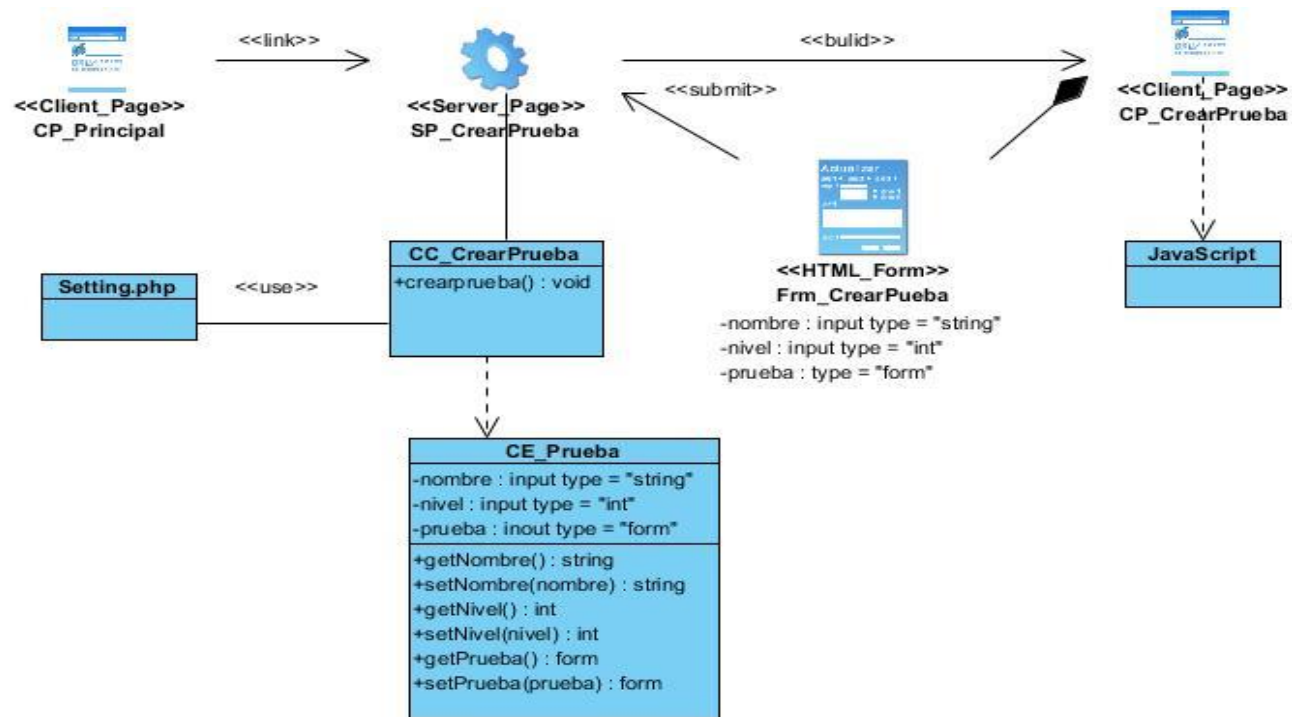 <<link>>
<<bulid>>
<<submit>>
<<Client_Page>>
CP_Principal
<<Server_Page>>
SP_CrearPrueba
<<Client_Page>>
CP_CrearPrueba
Actualizar
<<HTML_Form>>
Frm_CrearPueba
-nombre : input type = "string"
-nivel : input type = "int"
-prueba : type = "form"
JavaScript
Setting.php
<<use>>
CC_CrearPrueba
+crearprueba() : void
CE_Prueba
-nombre : input type = "string"
-nivel : input type = "int"
-prueba : inout type = "form"
+getNombre() : string
+setNombre(nombre) : string
+getNivel() : int
+setNivel(nivel) : int
+getPrueba() : form
+setPrueba(prueba) : form